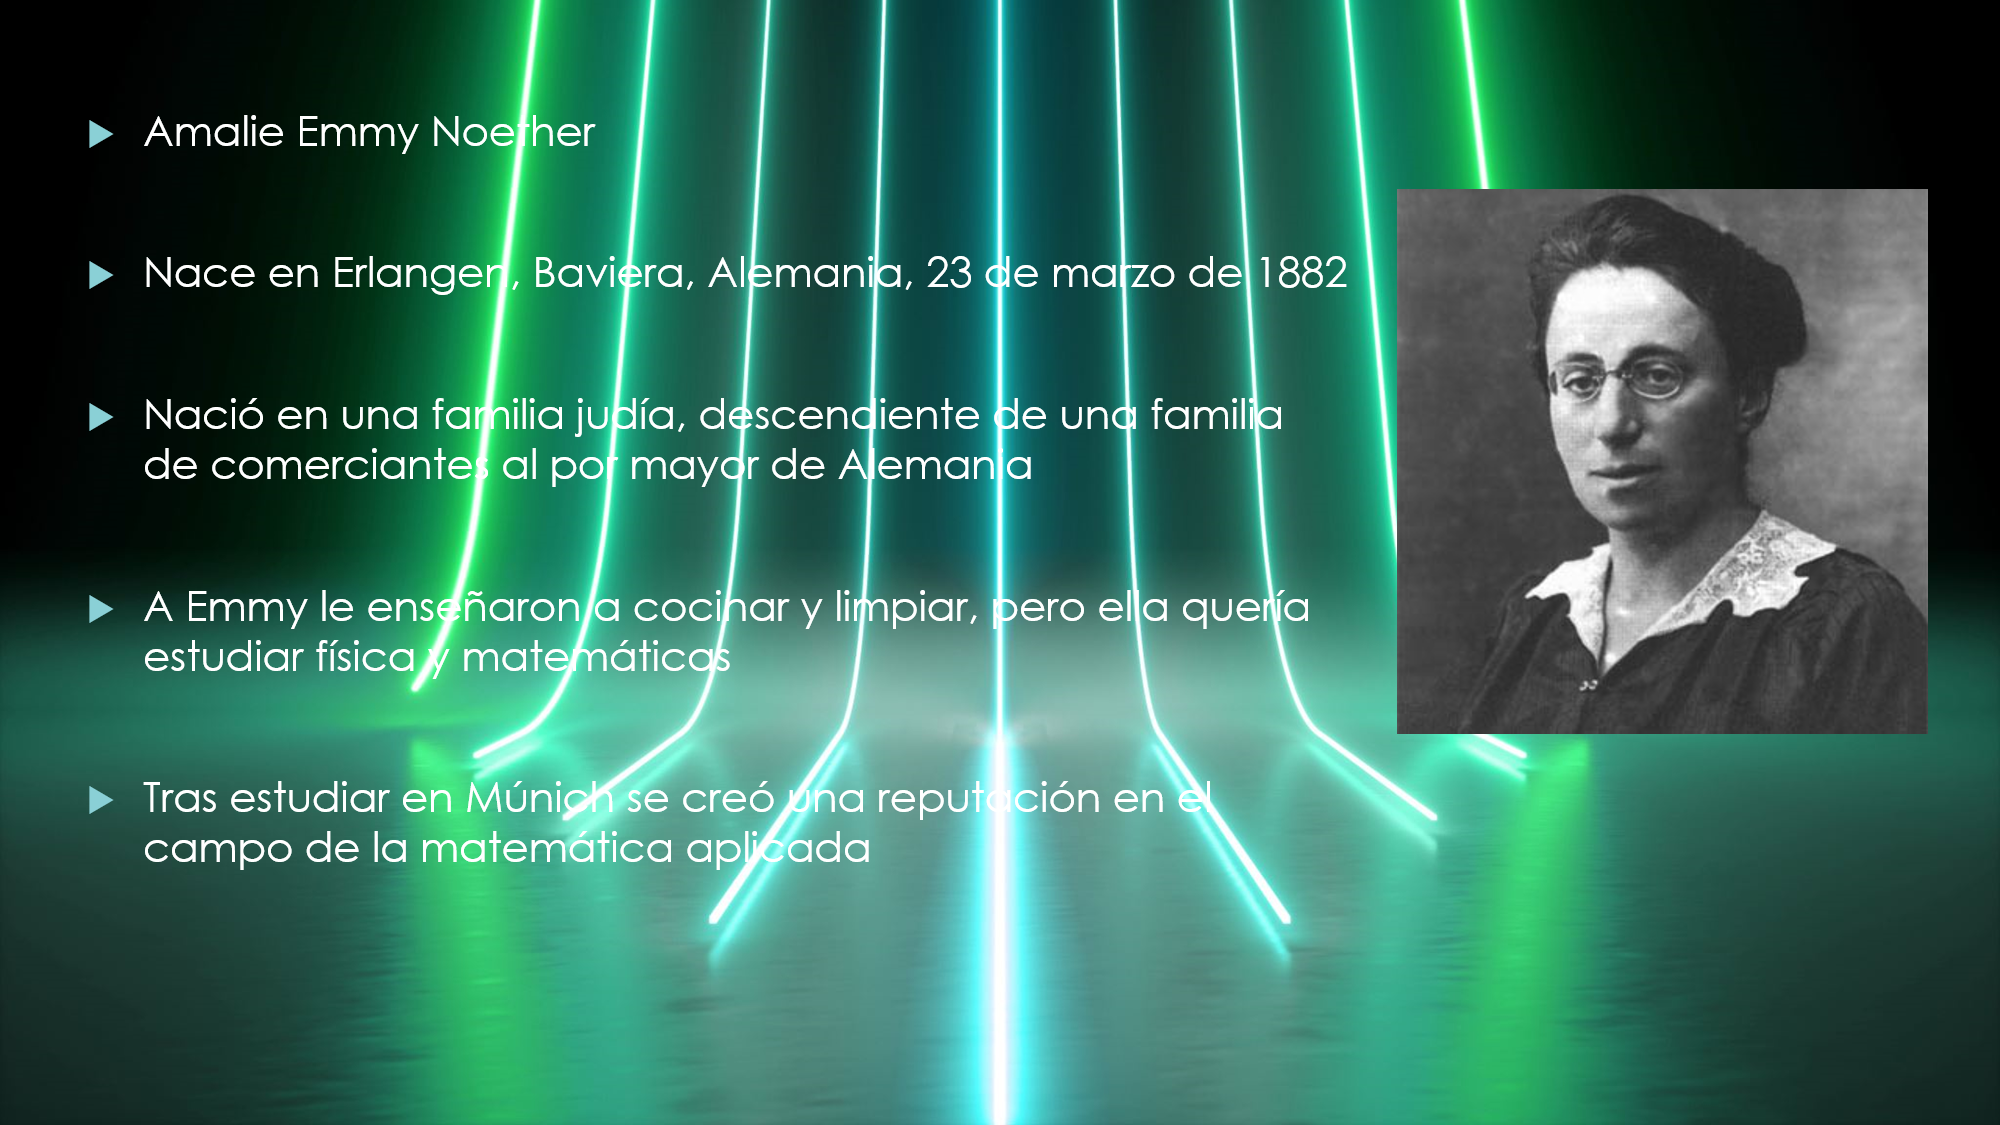 Amalie Emmy Noether
Nace en Erlangen, Baviera, Alemania, 23 de marzo de 1882
Nació en una familia judía, descendiente de una familia
de comerciantes al por mayor de Alemania
A Emmy le enseñaron a cocinar y limpiar, pero ella quería
estudiar física y matemáticas
Tras estudiar en Múnich se creó una reputación en el
campo de la matemática aplicada